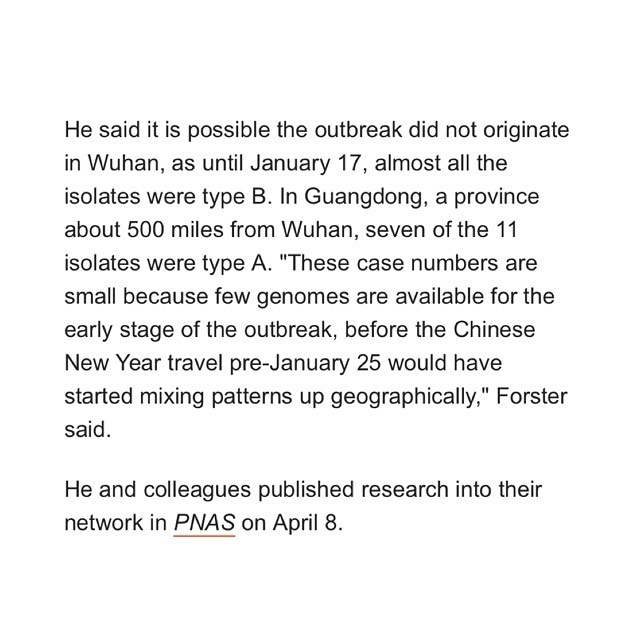 He said it is possible the outbreak did not originate
in Wuhan, as until January 17, almost all the
isolates were type B. In Guangdong, a province
about 500 miles from Wuhan, seven of the 11
isolates were type A. "These case numbers are
small because few genomes are available for the
early stage of the outbreak, before the Chinese
New Year travel pre-January 25 would have
started mixing patterns up geographically," Forster
said.
He and colleagues published research into their
network in PNAS on April 8.